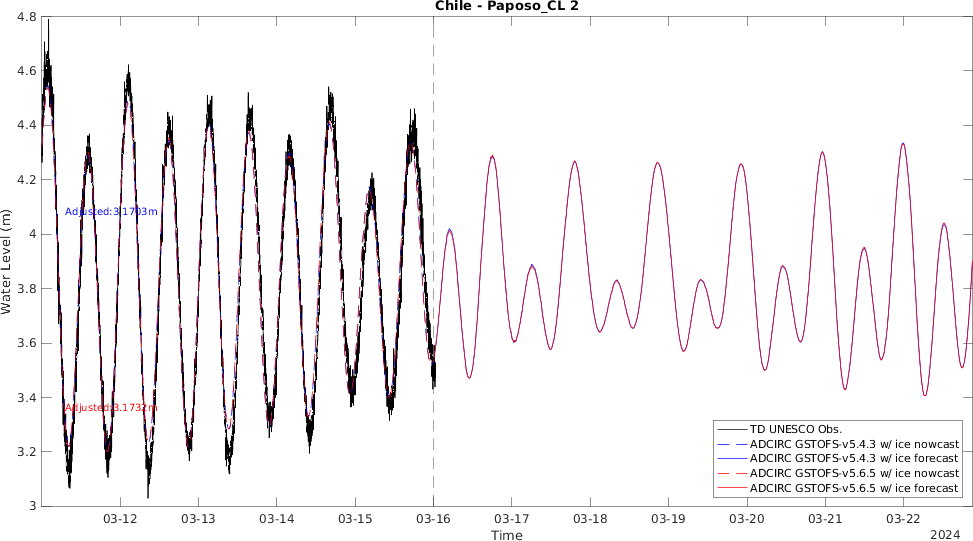 Chile - Paposo_CL 2
4.8
4.6
4.4
4.2
4
3.8
3.6
3.4
3.2
3
Water Level (m)
Adjusted:3.1703m
Adjusted:3.1732m
TD UNESCO Obs.
ADCIRC GSTOFS-v5.4.3 w/ ice nowcast
ADCIRC GSTOFS-v5.4.3 w/ ice forecast
ADCIRC GSTOFS-v5.6.5 w/ ice nowcast
ADCIRC GSTOFS-v5.6.5 w/ ice forecast
03-12 03-13 03-14 03-15 03-16 03-17 03-18 03-19 03-20 03-21 03-22
Time
2024